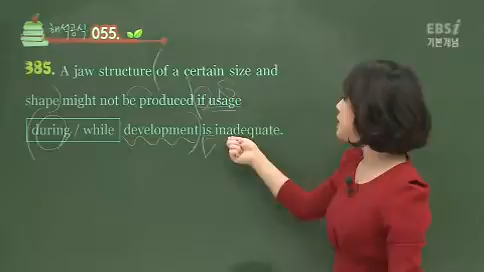 해석공식 055.
EBSi
기본개념
385. A jaw structure of a certain size and
shape might not be produced if usage
during / while development is inadequate.